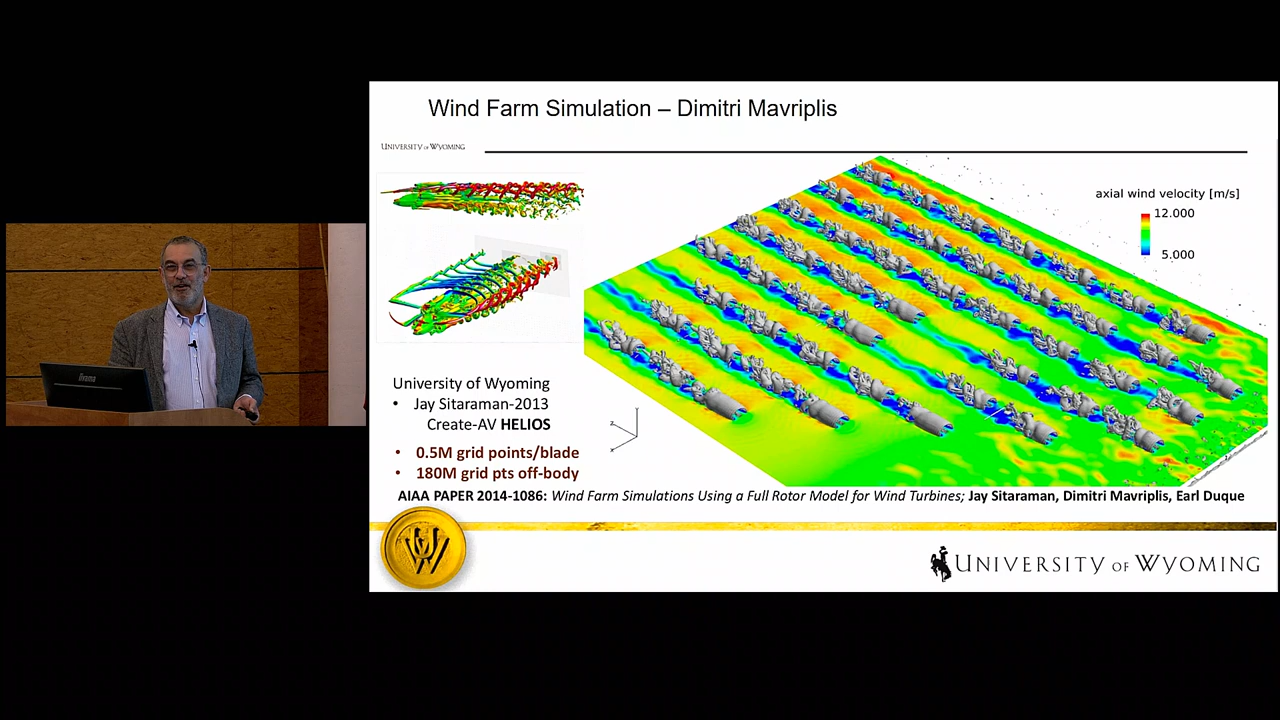 Wind Farm Simulation – Dimitri Mavriplis
UNIVERSITY OF WYOMING
axial wind velocity [m/s]
12.000
5.000
University of Wyoming
• Jay Sitaraman-2013
Create-AV HELIOS
• 0.5M grid points/blade
• 180M grid pts off-body
AIAA PAPER 2014-1086: Wind Farm Simulations Using a Full Rotor Model for Wind Turbines; Jay Sitaraman, Dimitri Mavriplis, Earl Duque
UW
UNIVERSITY OF WYOMING
iiyama